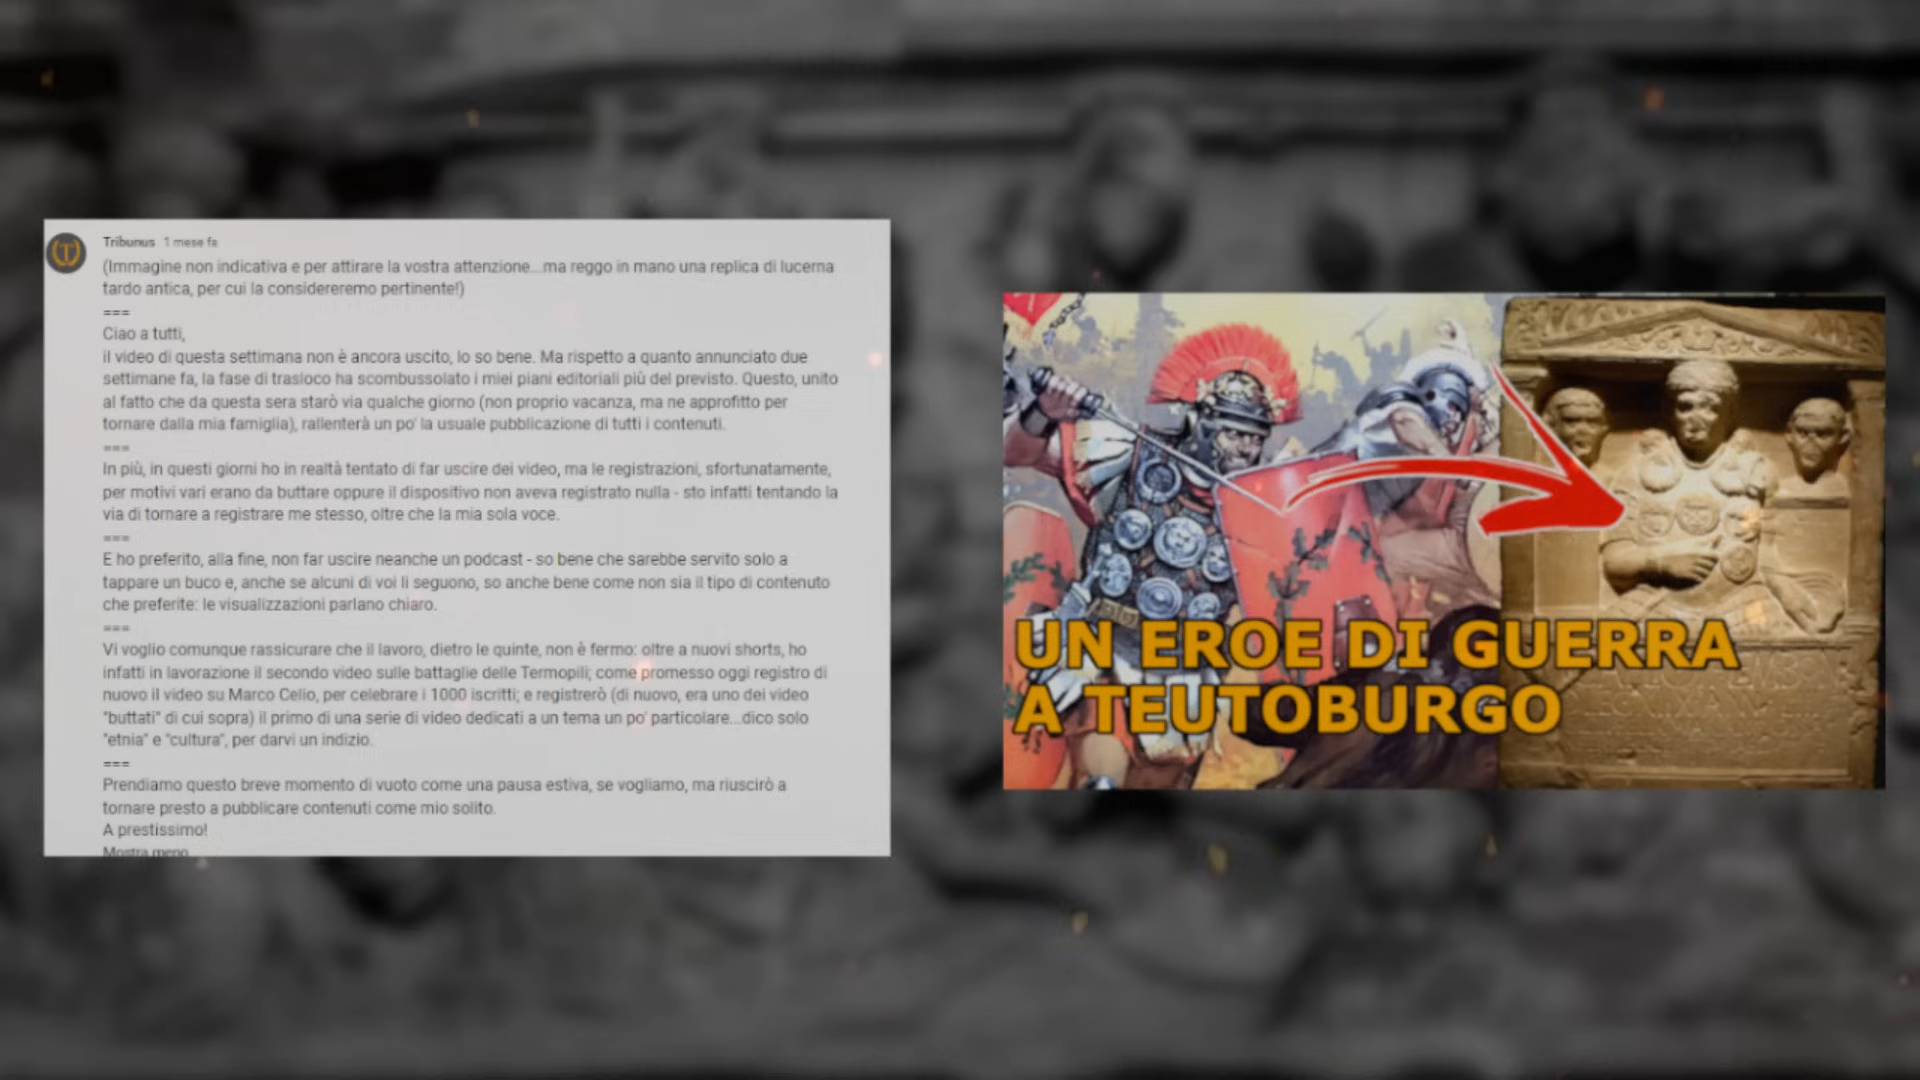 Tribunus 1 mese fa
(Immagine non indicativa e per attirare la vostra attenzione...ma reggo in mano una replica di lucerna
tardo antica, per cui la considereremo pertinente!)
===
Ciao a tutti,
il video di questa settimana non è ancora uscito, lo so bene. Ma rispetto a quanto annunciato due
settimane fa, la fase di trasloco ha scombussolato i miei piani editoriali più del previsto. Questo, unito
al fatto che da questa sera starò via qualche giorno (non proprio vacanza, ma ne approfitto per
tornare dalla mia famiglia), rallenterà un po' la usuale pubblicazione di tutti i contenuti.
===
In più, in questi giorni ho in realtà tentato di far uscire dei video, ma le registrazioni, sfortunatamente,
per motivi vari erano da buttare oppure il dispositivo non aveva registrato nulla - sto infatti tentando la
via di tornare a registrare me stesso, oltre che la mia sola voce.
===
E ho preferito, alla fine, non far uscire neanche un podcast - so bene che sarebbe servito solo a
tappare un buco e, anche se alcuni di voi li seguono, so anche bene come non sia il tipo di contenuto
che preferite: le visualizzazioni parlano chiaro.
===
Vi voglio comunque rassicurare che il lavoro, dietro le quinte, non è fermo: oltre a nuovi shorts, ho
infatti in lavorazione il secondo video sulle battaglie delle Termopili; come promesso oggi registro di
nuovo il video su Marco Celio, per celebrare i 1000 iscritti; e registrerò (di nuovo, era uno dei video
"buttati" di cui sopra) il primo di una serie di video dedicati a un tema un po' particolare...dico solo
"etnia" e "cultura", per darvi un indizio.
===
Prendiamo questo breve momento di vuoto come una pausa estiva, se vogliamo, ma riuscirò a
tornare presto a pubblicare contenuti come mio solito.
A prestissimo!
Mostra meno
UN EROE DI GUERRA
A TEUTOBURGO